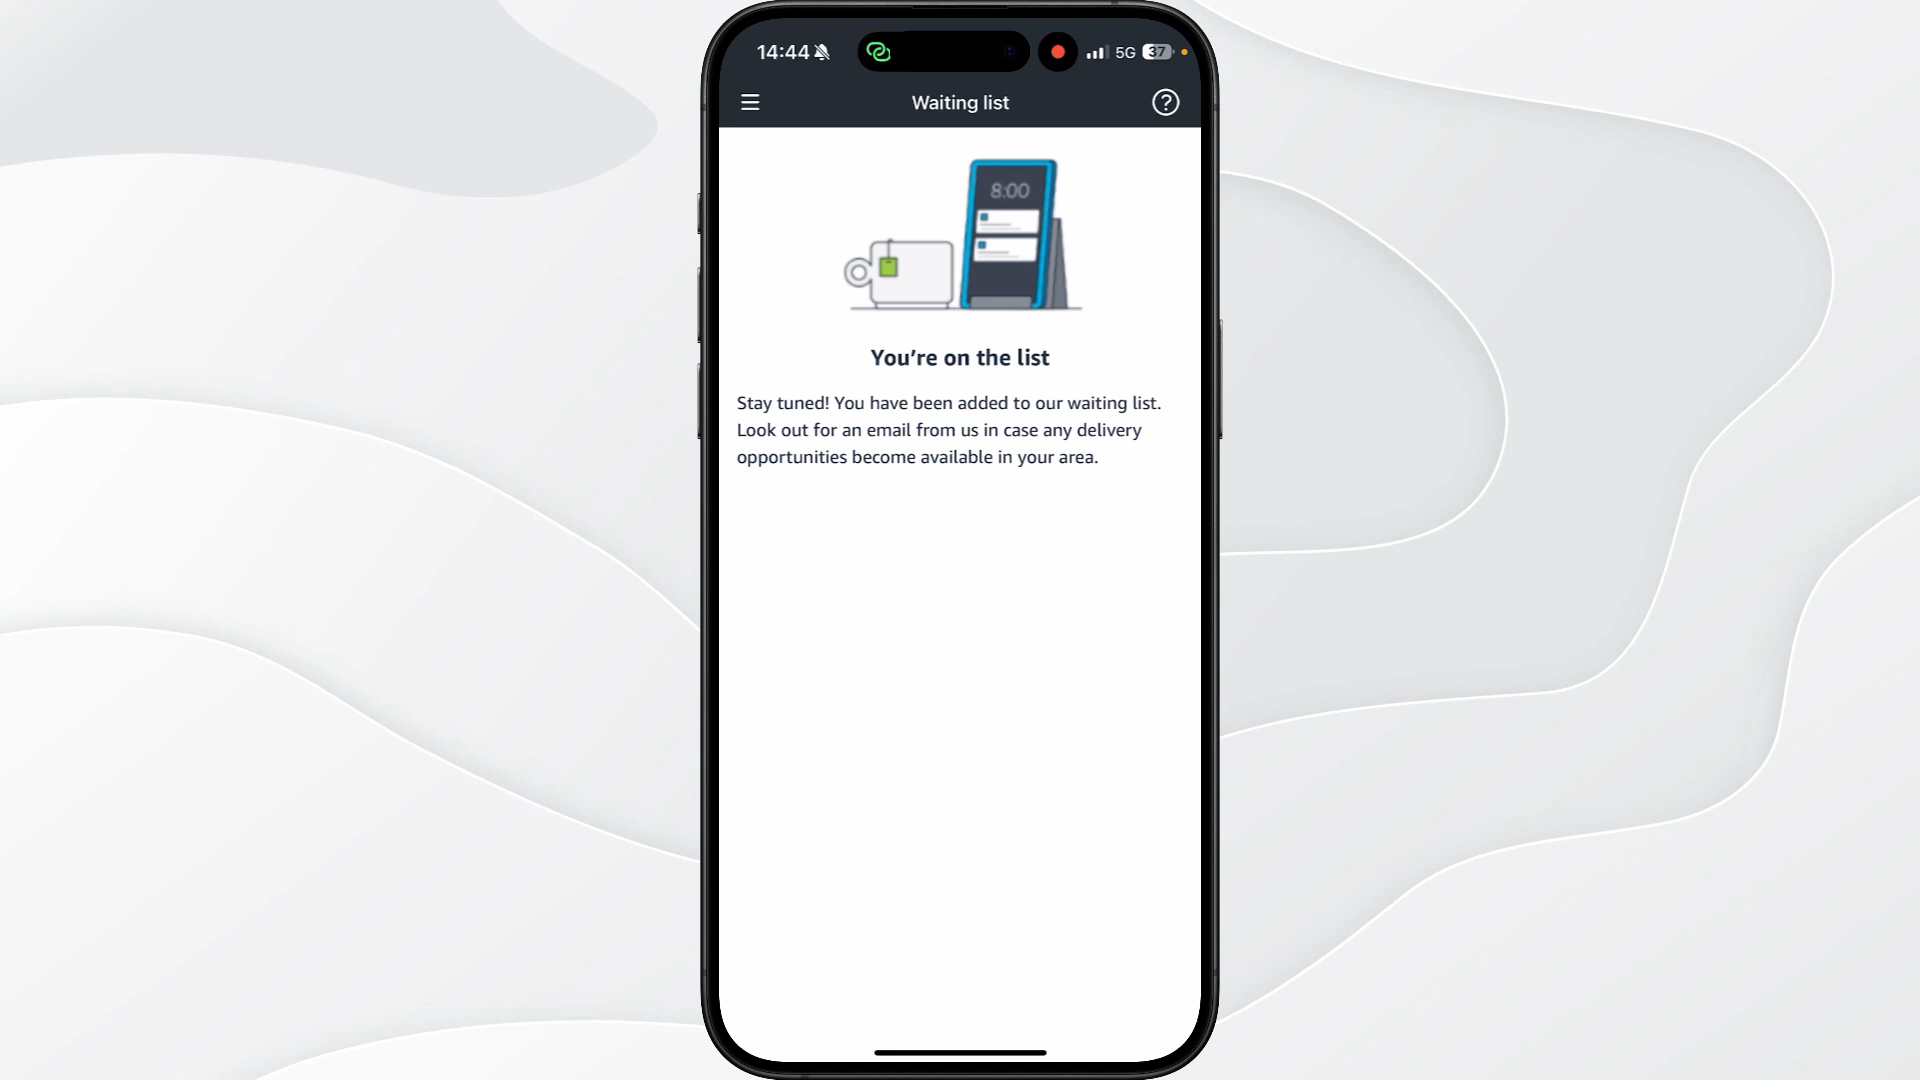 14:44 5G 37
Waiting list
8:00
You’re on the list
Stay tuned! You have been added to our waiting list.
Look out for an email from us in case any delivery
opportunities become available in your area.